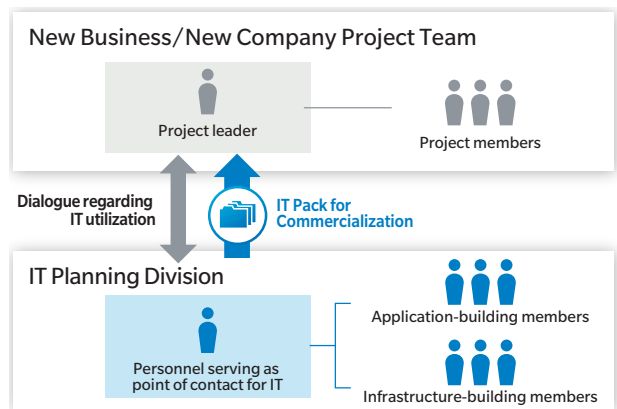 New Business/New Company Project Team
Project leader
Project members
Dialogue regarding
IT utilization
IT Pack for
Commercialization
IT Planning Division
Personnel serving as
point of contact for IT
Application-building members
Infrastructure-building members